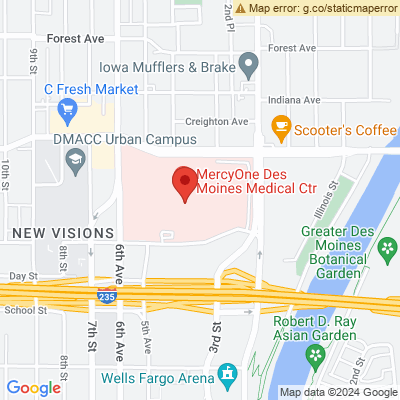 Map error: g.co/staticmaperror
2nd Pl
Forest Ave
Forest Ave
9th St
Iowa Mufflers & Brake
C Fresh Market
Indiana Ave
Creighton Ave
Scooter's Coffee
DMACC Urban Campus
10th St
MercyOne Des
Moines Medical Ctr
Illinois St
NEW VISIONS
Greater Des
Moines
Botanical
Garden
8th St
6th Ave
Day St
235
School St
7th St
6th Ave
5th Ave
3rd St
Robert D. Ray
Asian Garden
8th St
Wells Fargo Arena
2nd St
Google
Map data ©2024 Google